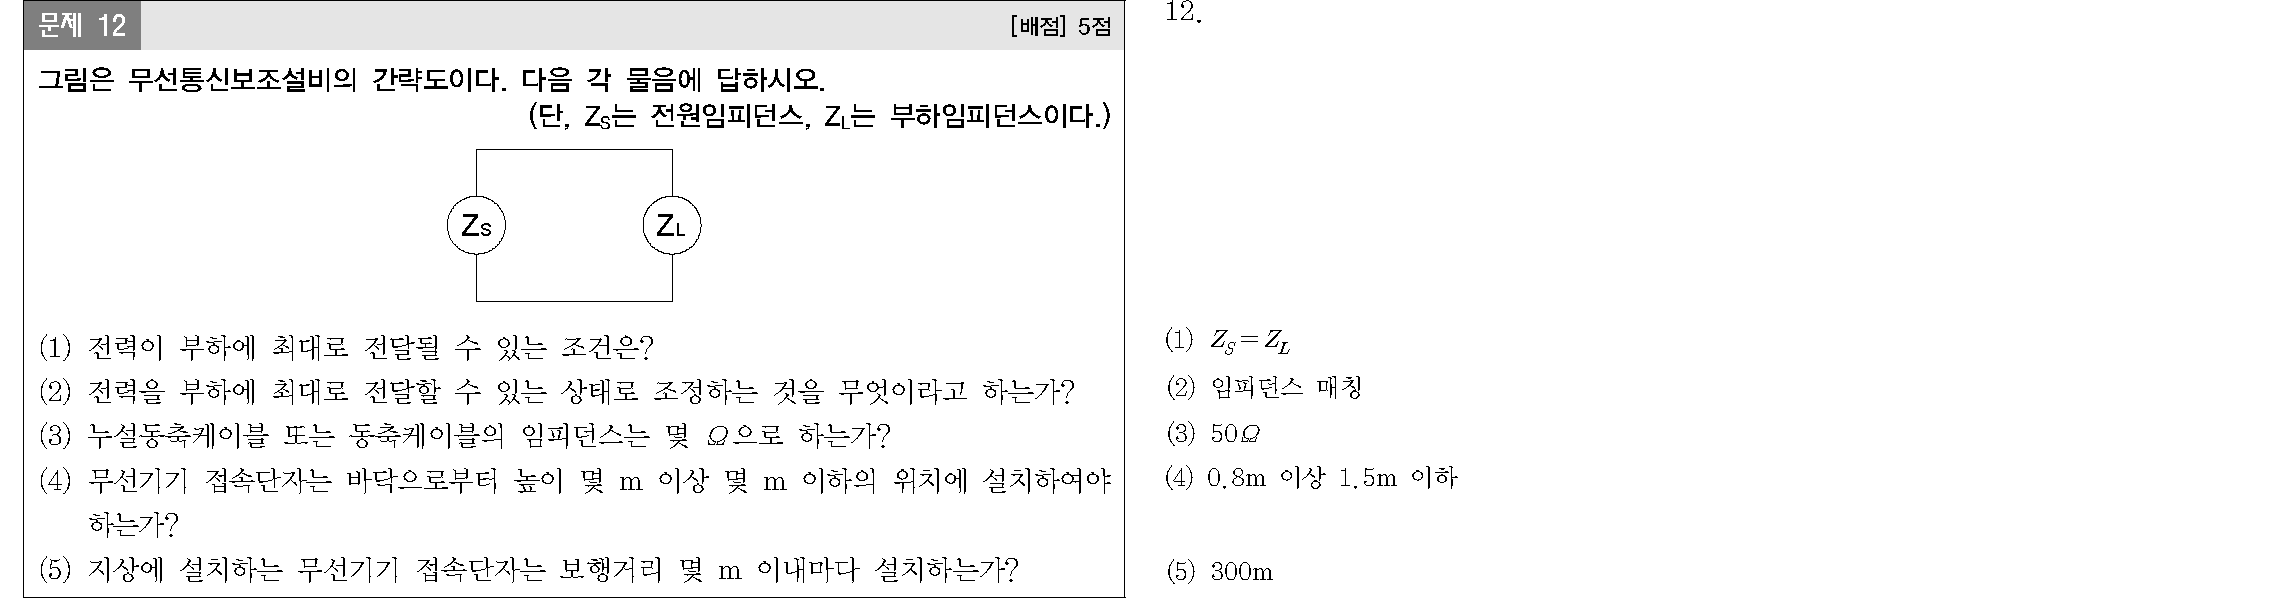 문제 12
[배점] 5점
그림은 무선통신보조설비의 간략도이다. 다음 각 물음에 답하시오.
(단, ZS는 전원임피던스, ZL는 부하임피던스이다.)
ZS
ZL
(1) 전력이 부하에 최대로 전달될 수 있는 조건은?
(2) 전력을 부하에 최대로 전달할 수 있는 상태로 조정하는 것을 무엇이라고 하는가?
(3) 누설동축케이블 또는 동축케이블의 임피던스는 몇 Ω으로 하는가?
(4) 무선기기 접속단자는 바닥으로부터 높이 몇 m 이상 몇 m 이하의 위치에 설치하여야
하는가?
(5) 지상에 설치하는 무선기기 접속단자는 보행거리 몇 m 이내마다 설치하는가?
12.
(1) ZS=ZL
(2) 임피던스 매칭
(3) 50Ω
(4) 0.8m 이상 1.5m 이하
(5) 300m